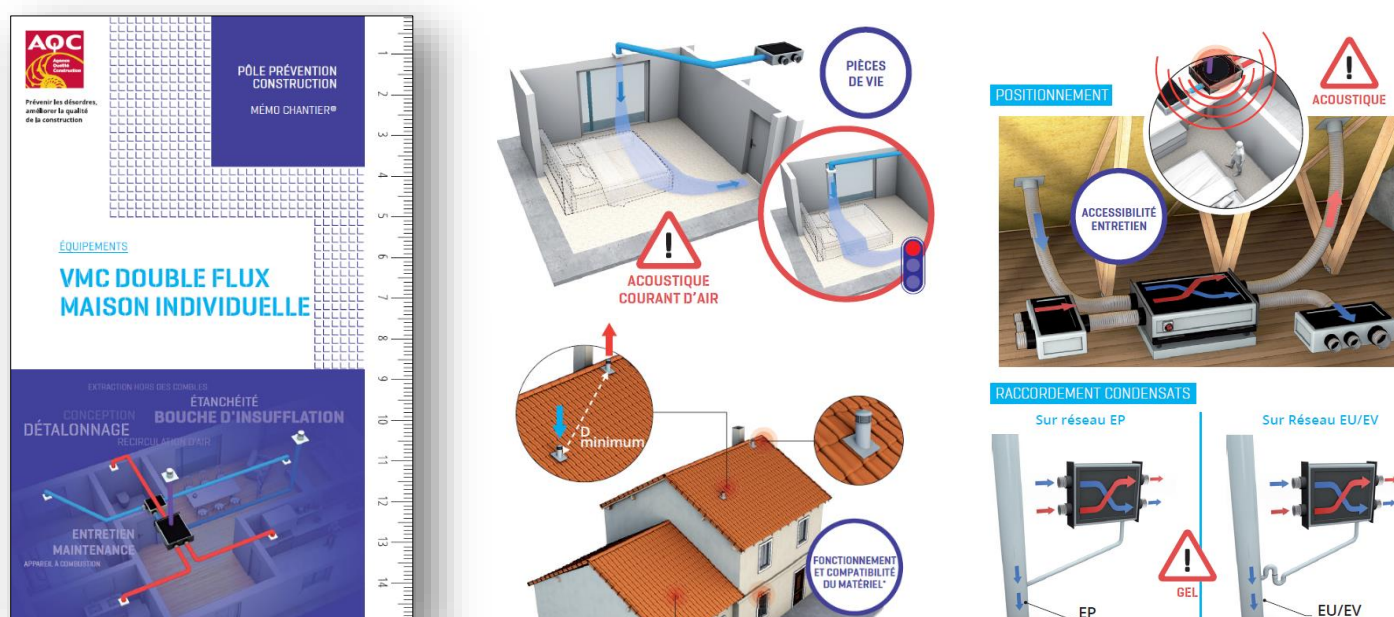 AQC
Agence
Qualité
Construction
Prévenir les désordres,
améliorer la qualité
de la construction
PÔLE PRÉVENTION
CONSTRUCTION
MÉMO CHANTIER®
ÉQUIPEMENTS
VMC DOUBLE FLUX
MAISON INDIVIDUELLE
EXTRACTION HORS DES COMBLES
ÉTANCHÉITÉ
CONCEPTION
BOUCHE D'INSUFFLATION
DÉTALONNAGE
RECIRCULATION D'AIR
ENTRETIEN
MAINTENANCE
APPAREIL À COMBUSTION
1
2
3
4
5
6
7
8
9
10
11
12
13
14
PIÈCES
DE VIE
!
ACOUSTIQUE
COURANT D'AIR
D
minimum
FONCTIONNEMENT
ET COMPATIBILITÉ
DU MATÉRIEL*
POSITIONNEMENT
!
ACOUSTIQUE
ACCESSIBILITÉ
ENTRETIEN
RACCORDEMENT CONDENSATS
Sur réseau EP
Sur Réseau EU/EV
!
GEL
EP
EU/EV